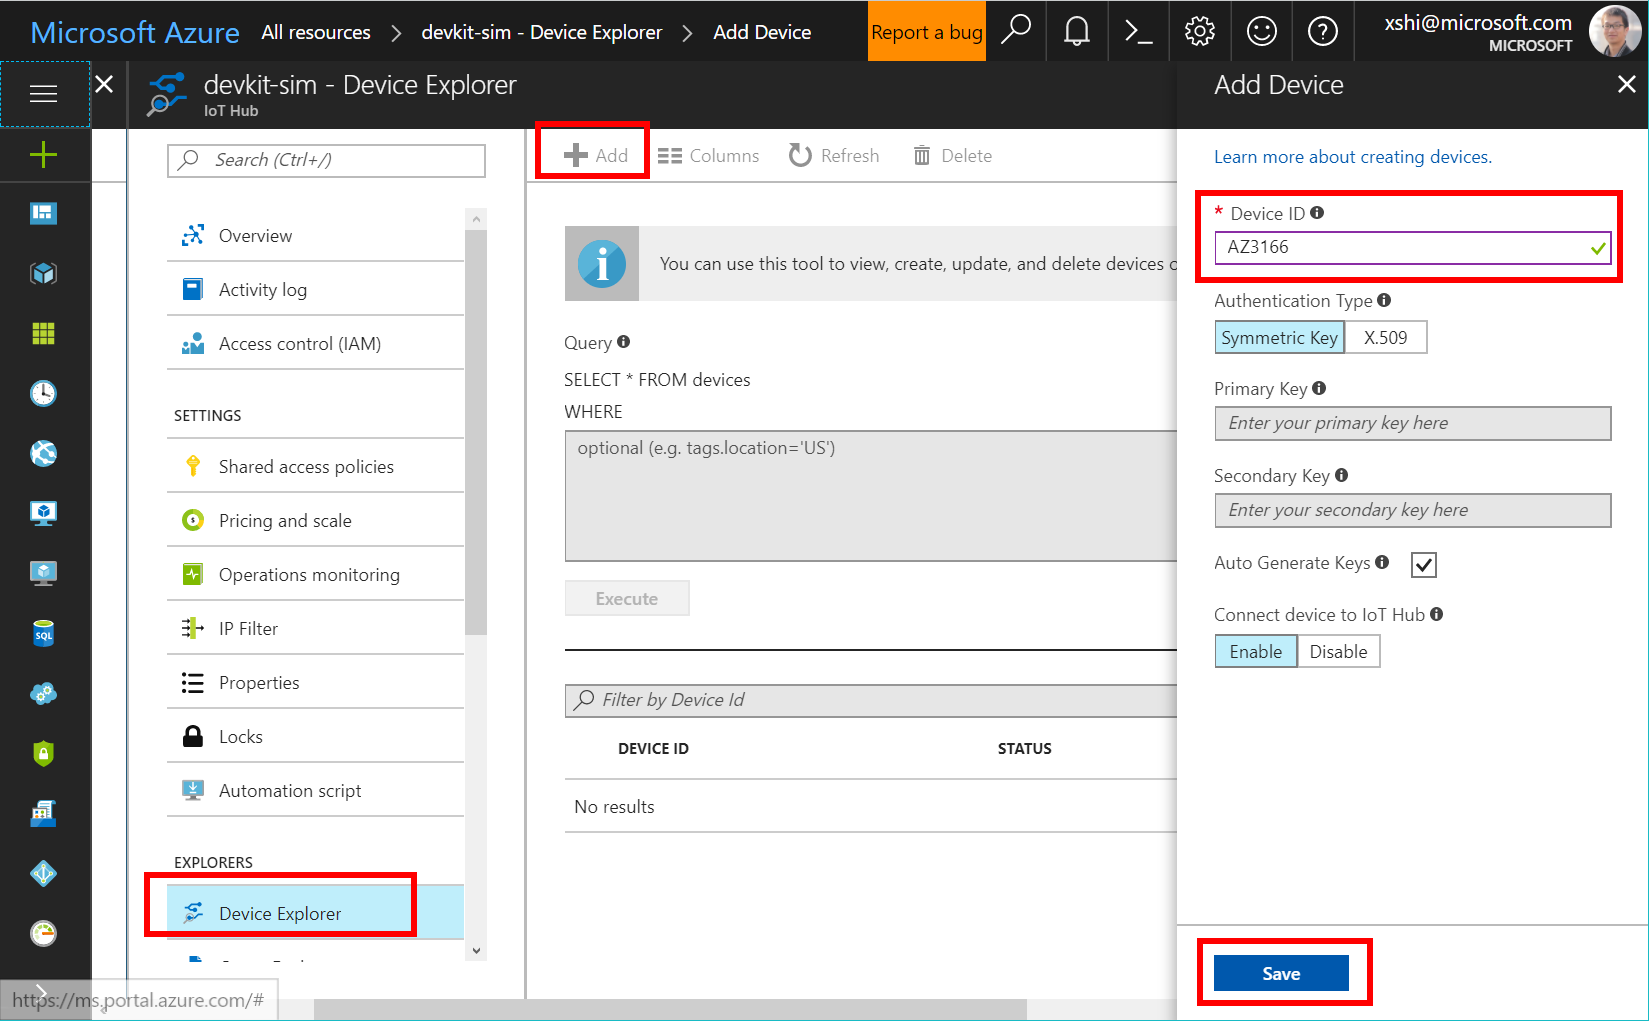 Microsoft Azure All resources > devkit-sim - Device Explorer > Add Device
Report a bug
xshi@microsoft.com
MICROSOFT
devkit-sim - Device Explorer
IoT Hub
Search (Ctrl+/)
Overview
Activity log
Access control (IAM)
SETTINGS
Shared access policies
Pricing and scale
Operations monitoring
IP Filter
Properties
Locks
Automation script
EXPLORERS
Device Explorer
SQL
https://ms.portal.azure.com/#
Add Columns Refresh Delete
You can use this tool to view, create, update, and delete devices
Query
SELECT * FROM devices
WHERE
optional (e.g. tags.location='US')
Execute
Filter by Device Id
DEVICE ID STATUS
No results
Add Device
Learn more about creating devices.
* Device ID
AZ3166
Authentication Type
Symmetric Key X.509
Primary Key
Enter your primary key here
Secondary Key
Enter your secondary key here
Auto Generate Keys
Connect device to IoT Hub
Enable Disable
Save